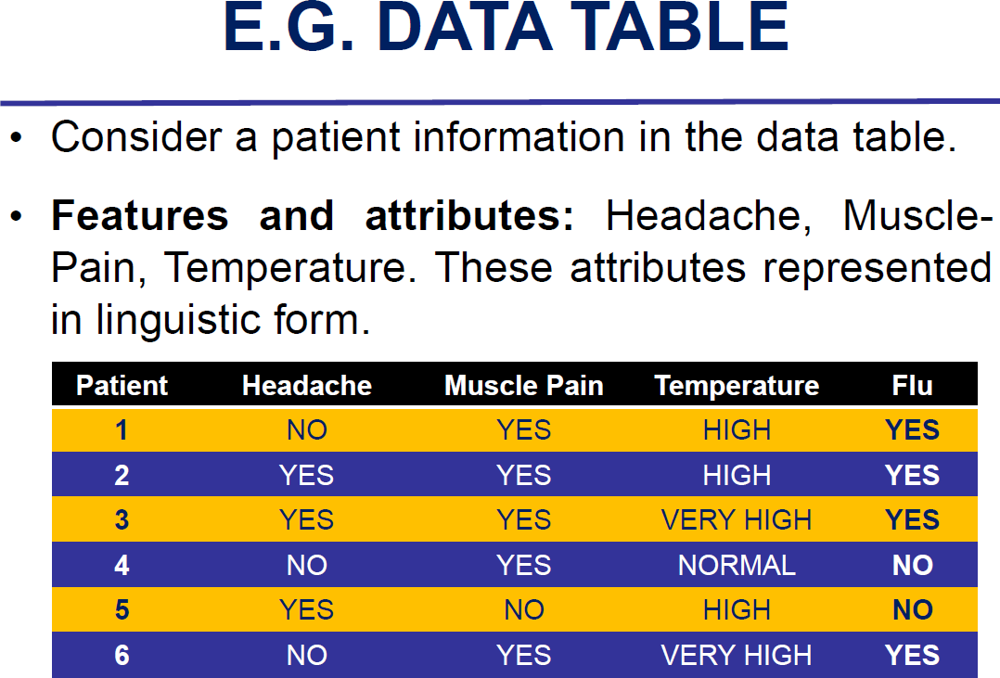 E.G. DATA TABLE
• Consider a patient information in the data table.
• Features and attributes: Headache, Muscle-
Pain, Temperature. These attributes represented
in linguistic form.
Patient Headache Muscle Pain Temperature Flu
1 NO YES HIGH YES
2 YES YES HIGH YES
3 YES YES VERY HIGH YES
4 NO YES NORMAL NO
5 YES NO HIGH NO
6 NO YES VERY HIGH YES